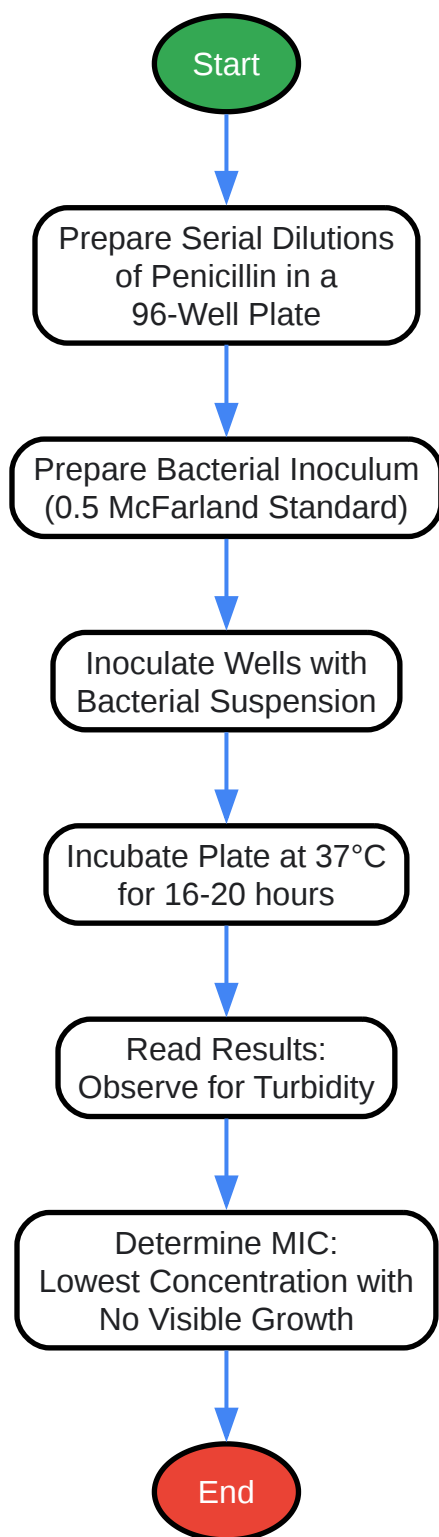 Start
Prepare Serial Dilutions
of Penicillin in a
96-Well Plate
Prepare Bacterial Inoculum
(0.5 McFarland Standard)
Inoculate Wells with
Bacterial Suspension
Incubate Plate at 37°C
for 16-20 hours
Read Results:
Observe for Turbidity
Determine MIC:
Lowest Concentration with
No Visible Growth
End